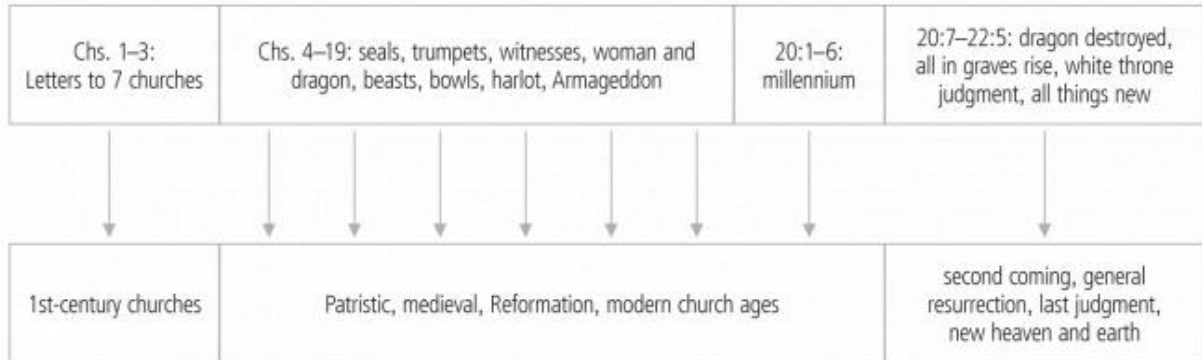 Chs. 1–3:
Letters to 7 churches
Chs. 4–19: seals, trumpets, witnesses, woman and
dragon, beasts, bowls, harlot, Armageddon
20:1–6:
millennium
20:7–22:5: dragon destroyed,
all in graves rise, white throne
judgment, all things new
1st-century churches
Patristic, medieval, Reformation, modern church ages
second coming, general
resurrection, last judgment,
new heaven and earth